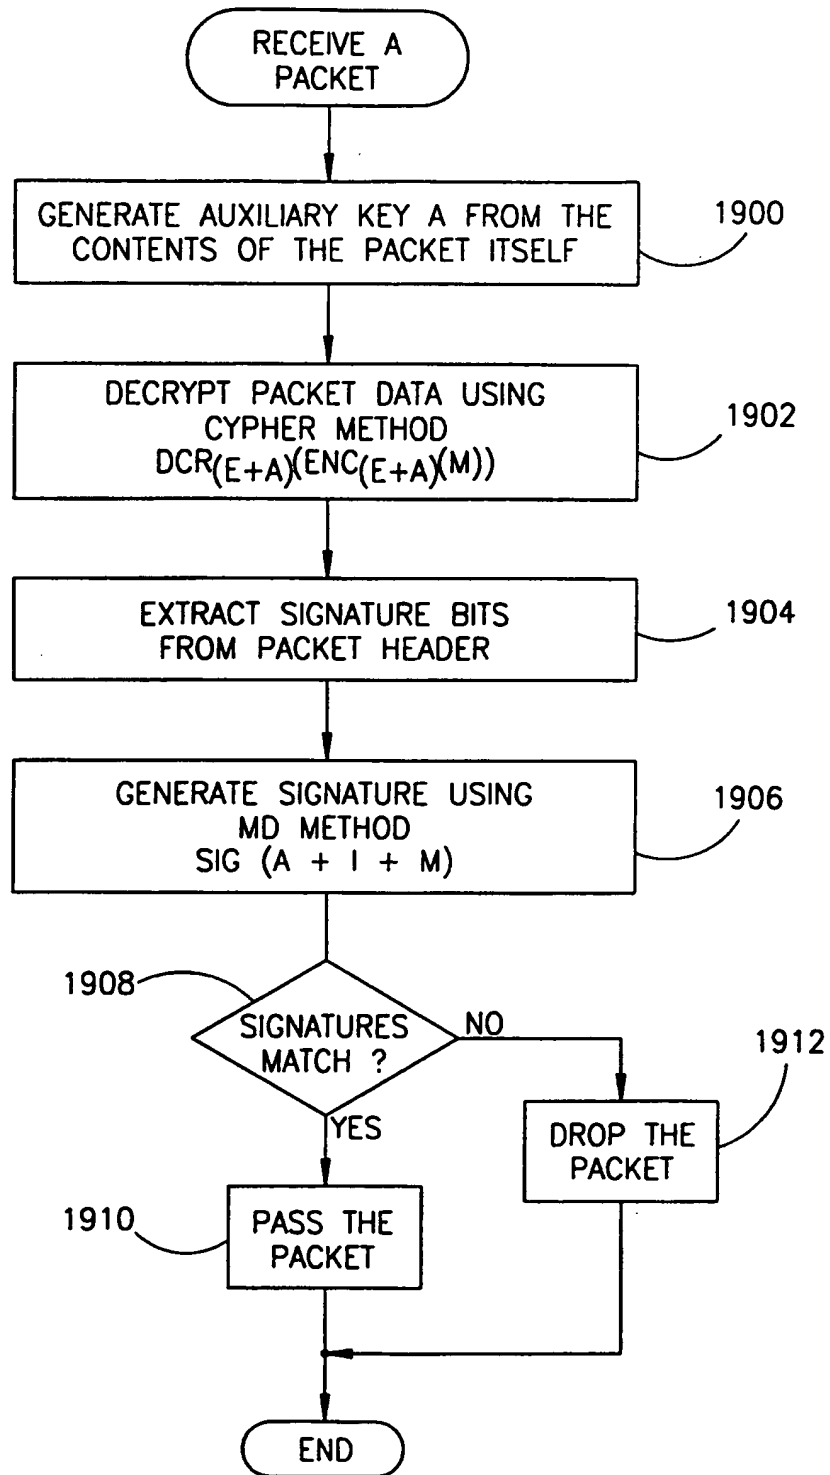 RECEIVE A
PACKET
GENERATE AUXILIARY KEY A FROM THE
CONTENTS OF THE PACKET ITSELF
1900
DECRYPT PACKET DATA USING
CYPHER METHOD
DCR(E+A)(ENC(E+A)(M))
1902
EXTRACT SIGNATURE BITS
FROM PACKET HEADER
1904
GENERATE SIGNATURE USING
MD METHOD
SIG (A + I + M)
1906
1908
SIGNATURES
MATCH ?
NO
YES
1912
DROP THE
PACKET
1910
PASS THE
PACKET
END